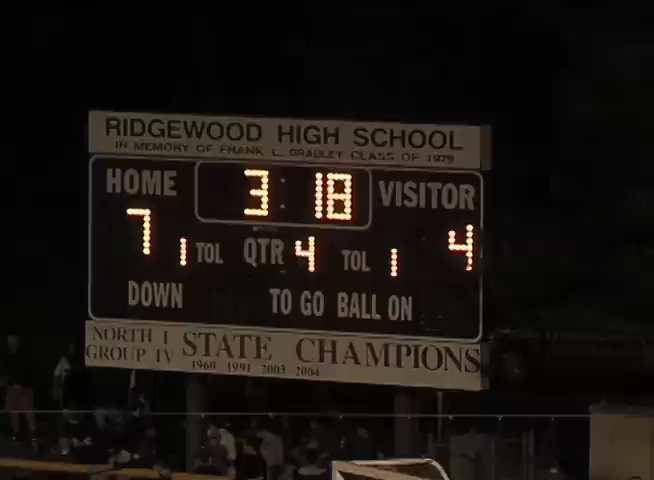 RIDGEWOOD HIGH SCHOOL
IN MEMORY OF FRANK L. BRADLEY CLASS OF 1979
HOME 3:18 VISITOR
7 1 TOL QTR 4 TOL 1 4
DOWN TO GO BALL ON
NORTH I GROUP IV STATE CHAMPIONS
1960 1991 2003 2004